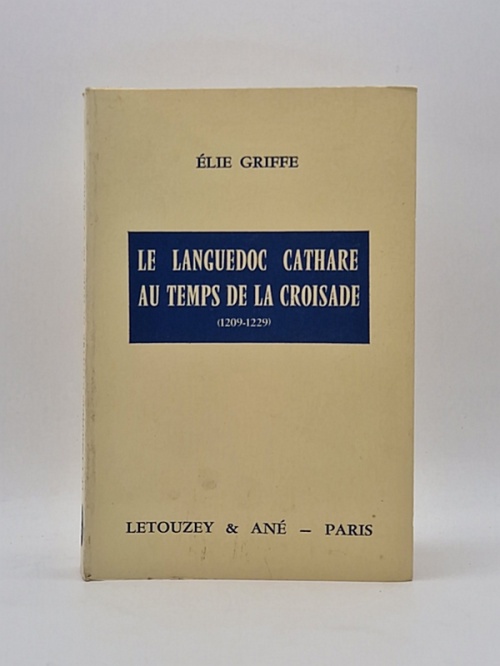 ÉLIE GRIFFE
LE LANGUEDOC CATHARE
AU TEMPS DE LA CROISADE
(1209-1229)
LETOUZEY & ANÉ — PARIS